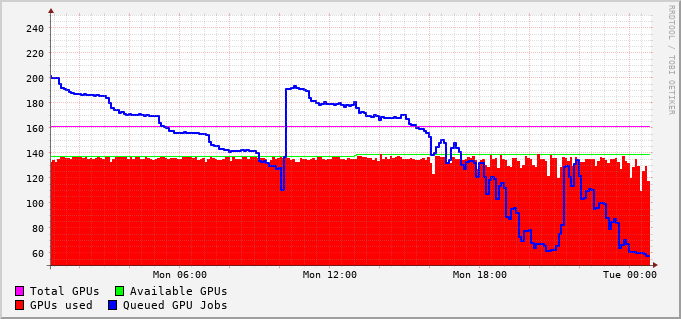 240
220
200
180
160
140
120
100
80
60
Mon 06:00 Mon 12:00 Mon 18:00 Tue 00:00
Total GPUs Available GPUs
GPUs used Queued GPU Jobs
RRDTOOL / TOBI OETIKER